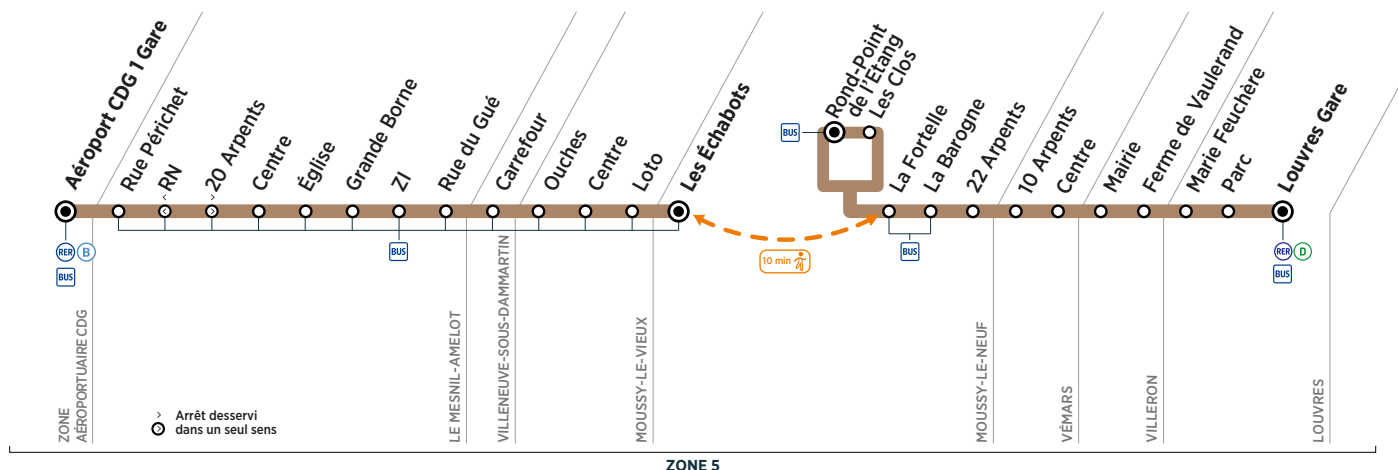 Aéroport CDG 1 Gare
Rue Périchet
< RN
20 Arpents >
Centre
Église
Grande Borne
ZI
Rue du Gué
Carrefour
Ouches
Centre
Loto
Les Échabots
Rond-Point
de l'Etang
Les Clos
La Fortelle
La Barogne
22 Arpents
10 Arpents
Centre
Mairie
Ferme de Vaulerand
Marie Feuchère
Parc
Louvres Gare
BUS
RER B
BUS
BUS
10 min
BUS
RER D
BUS
ZONE
AÉROPORTUAIRE CDG
LE MESNIL-AMELOT
VILLENEUVE-SOUS-DAMMARTIN
MOUSSY-LE-VIEUX
MOUSSY-LE-NEUF
VÉMARS
VILLERON
LOUVRES
> Arrêt desservi
dans un seul sens
ZONE 5